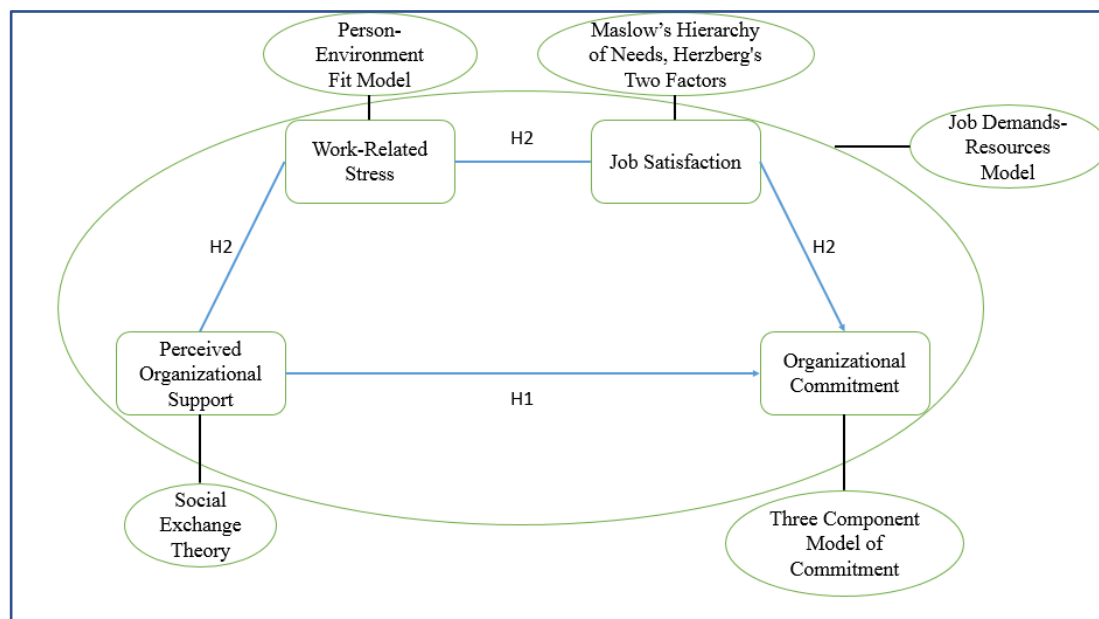 Person-
Environment
Fit Model
Maslow’s Hierarchy
of Needs, Herzberg's
Two Factors
Job Demands-
Resources
Model
Work-Related
Stress
H2
Job Satisfaction
H2
H2
Perceived
Organizational
Support
H1
Organizational
Commitment
Social
Exchange
Theory
Three Component
Model of
Commitment